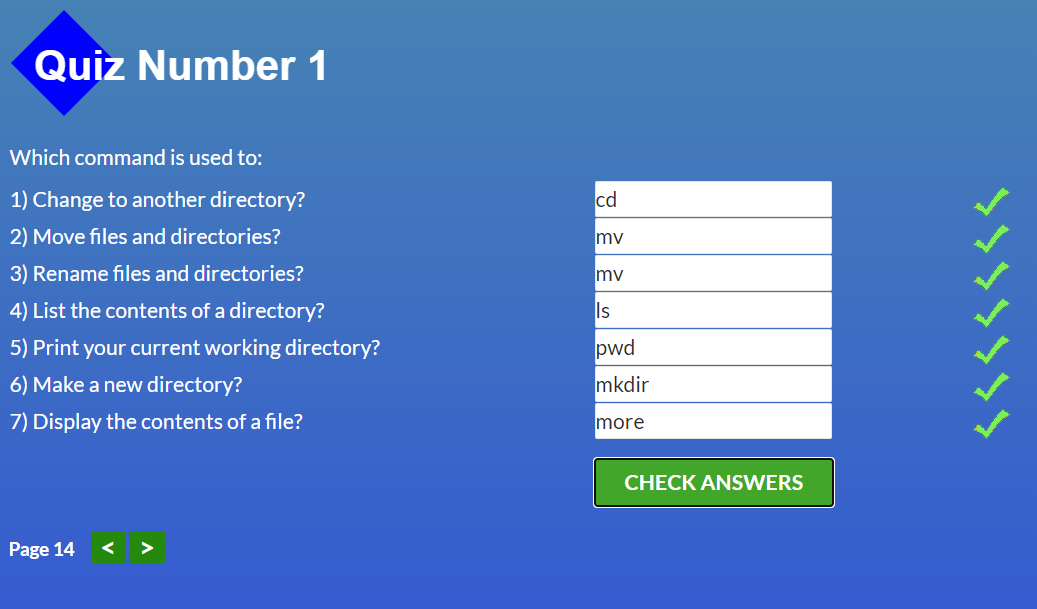 Quiz Number 1
Which command is used to:
1) Change to another directory? cd
2) Move files and directories? mv
3) Rename files and directories? mv
4) List the contents of a directory? ls
5) Print your current working directory? pwd
6) Make a new directory? mkdir
7) Display the contents of a file? more
CHECK ANSWERS
Page 14 < >